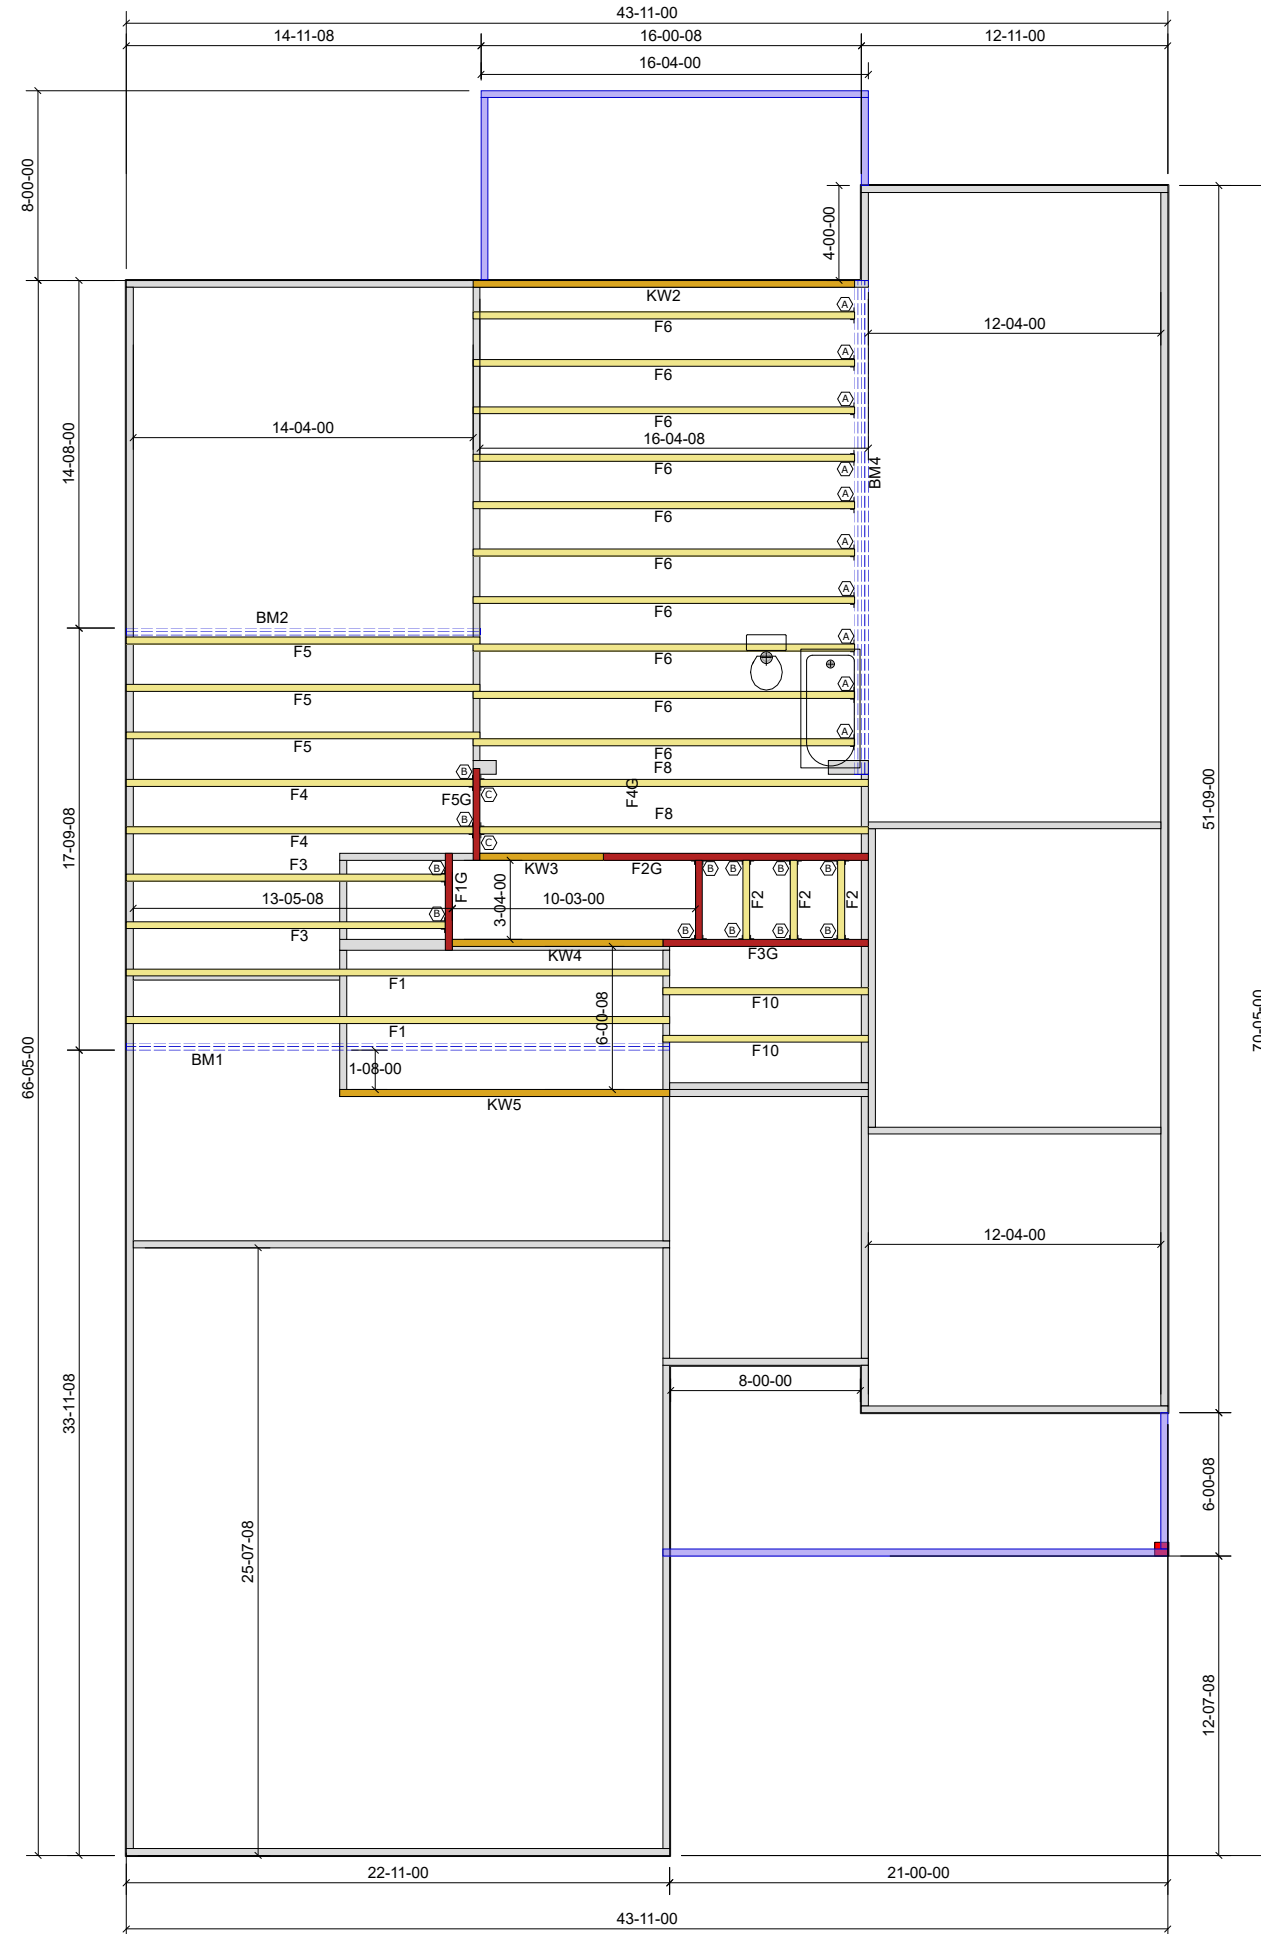 43-11-00
14-11-08 16-00-08 12-11-00
16-04-00
8-00-00
4-00-00
KW2
A
F6
12-04-00
A
F6
A
F6
14-04-00
16-04-08
14-08-00
F6
A
BM4
A
F6
A
F6
A
F6
BM2
A
F5
F6
A
F5
F6
A
F5
F6
F8
B
F5G
C
F4G
F4
F8
B
C
51-09-00
F4
17-09-08
F3
KW3
F2G
B
B B B B
F1G
3-04-00
13-05-08
10-03-00
F2
F2
F2
B
F3
B B B B
KW4
F3G
F1
F10
6-00-08
F1
F10
BM1
1-08-00
66-05-00
70-05-00
KW5
12-04-00
8-00-00
33-11-08
6-00-08
25-07-08
12-07-08
22-11-00 21-00-00
43-11-00